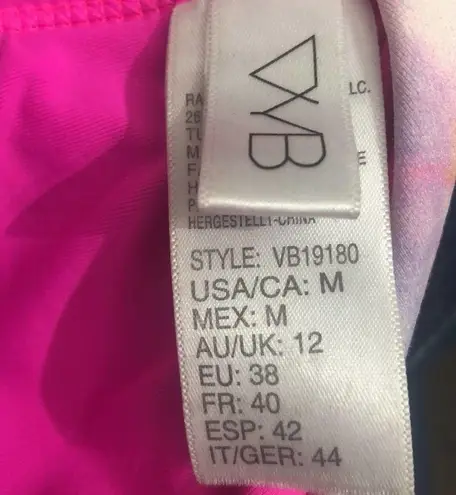 VB
LC.
HERGESTELLT-CHINA
STYLE: VB19180
USA/CA: M
MEX: M
AU/UK: 12
EU: 38
FR: 40
ESP: 42
IT/GER: 44